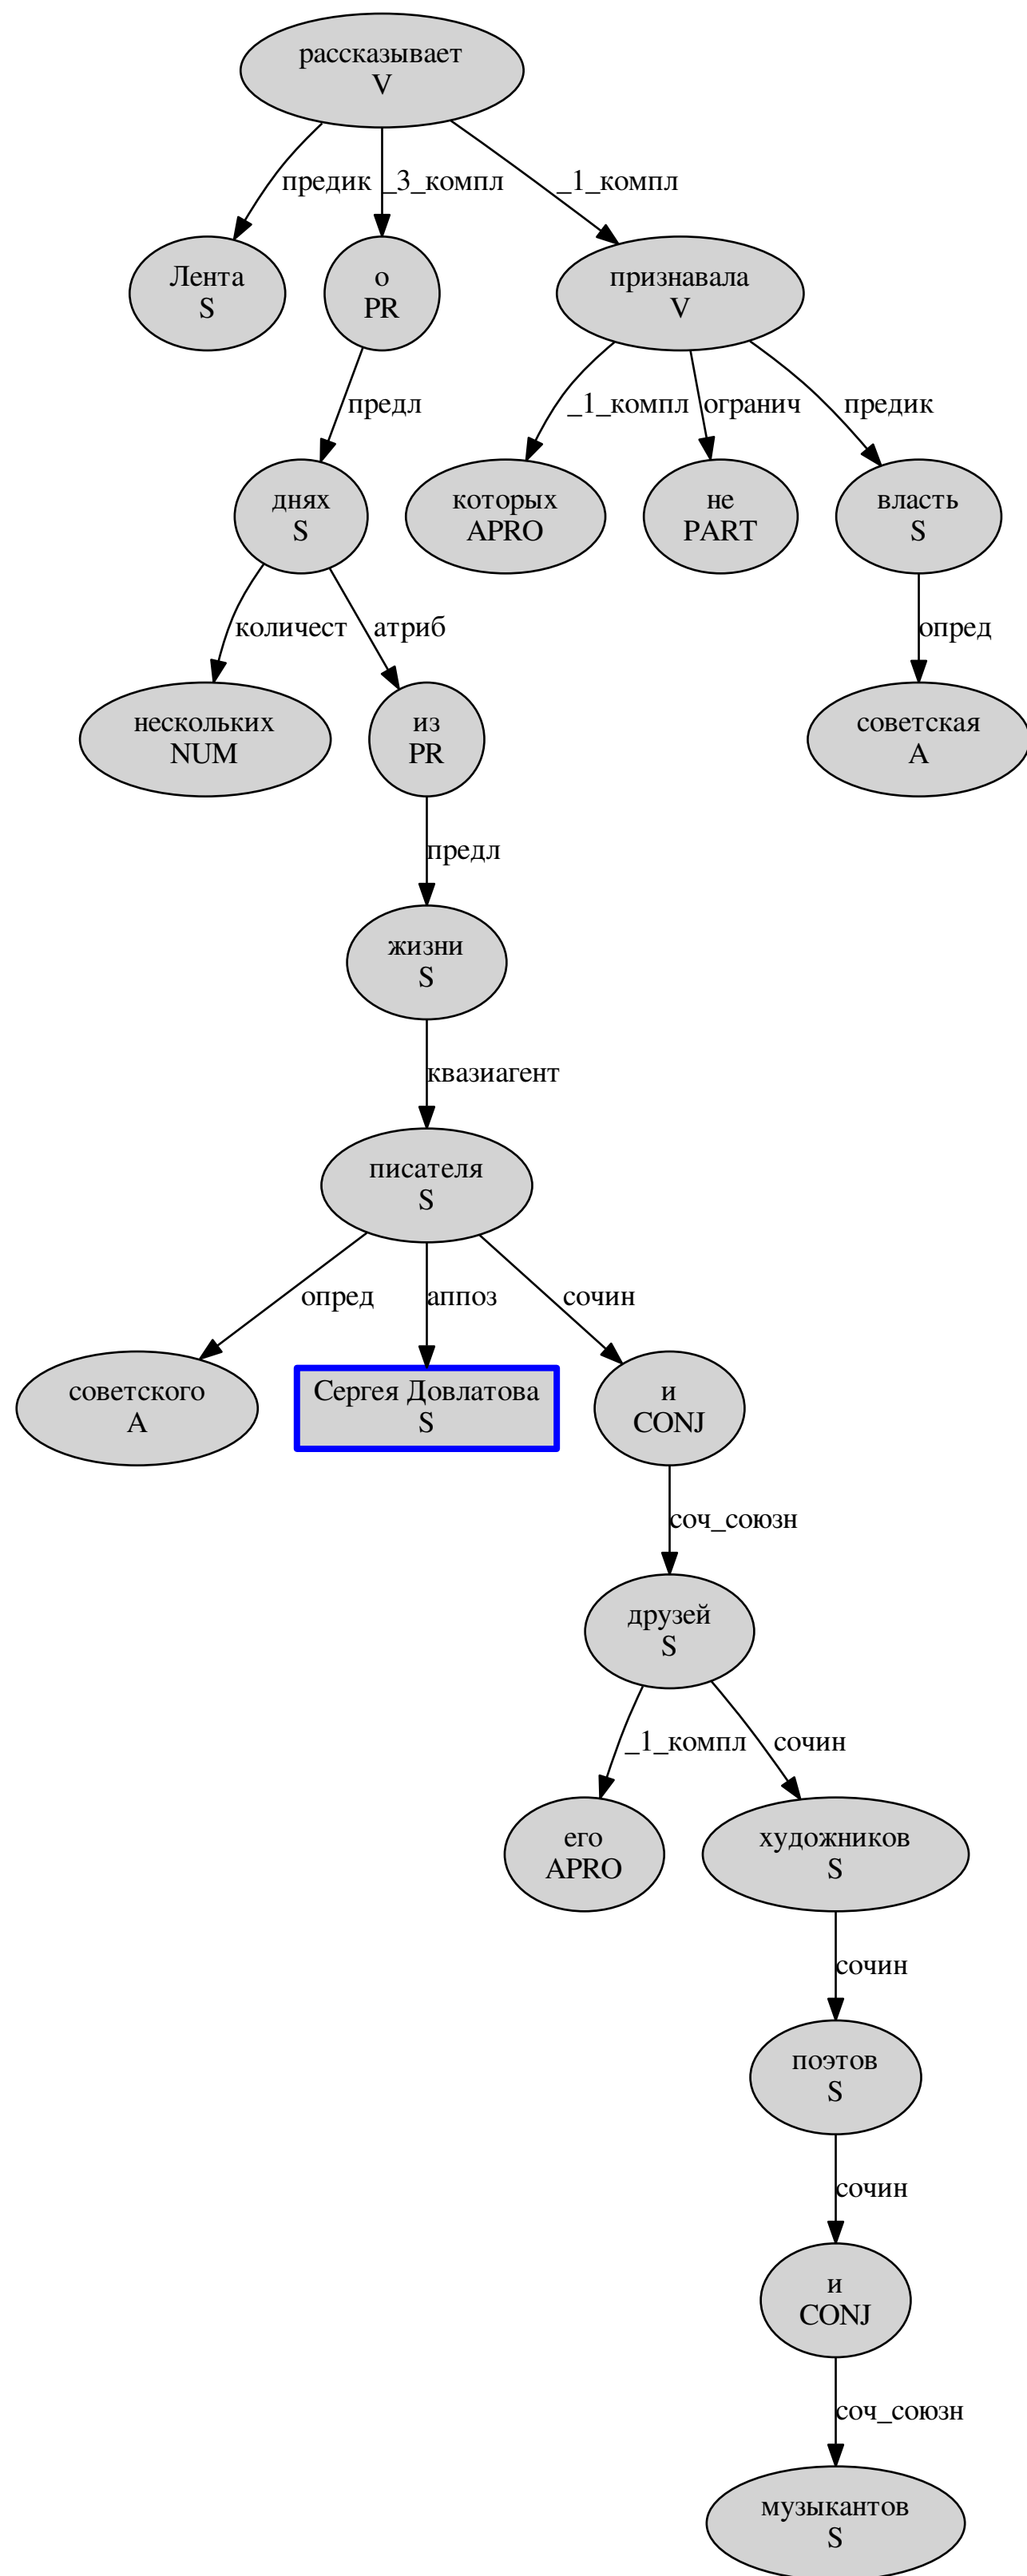 рассказывает
V
предик _3_компл _1_компл
Лента
S
о
PR
признавала
V
предл _1_компл огранич предик
днях
S
которых
APRO
не
PART
власть
S
количест атриб опред
нескольких
NUM
из
PR
советская
A
предл
жизни
S
квазиагент
писателя
S
опред аппоз сочин
советского
A
Сергея Довлатова
S
и
CONJ
соч_союзн
друзей
S
_1_компл сочин
его
APRO
художников
S
сочин
поэтов
S
сочин
и
CONJ
соч_союзн
музыкантов
S